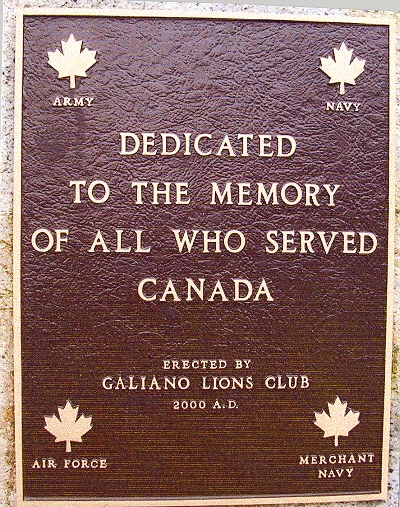 ARMY
NAVY
DEDICATED
TO THE MEMORY
OF ALL WHO SERVED
CANADA
ERECTED BY
GALIANO LIONS CLUB
2000 A.D.
AIR FORCE
MERCHANT
NAVY